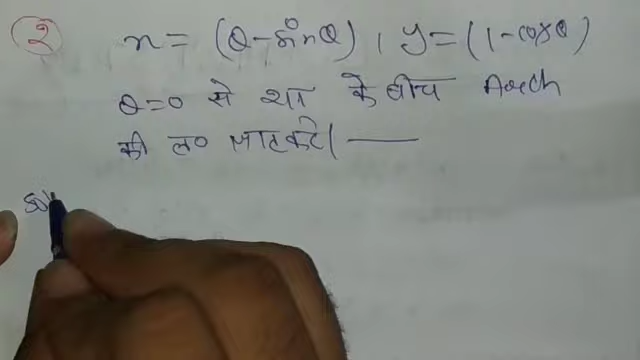 2 x = (θ - sinθ), y = (1 - cosθ)
θ = 0 से था के बीच Arch
की ल० ज्ञात करे। —
Sol